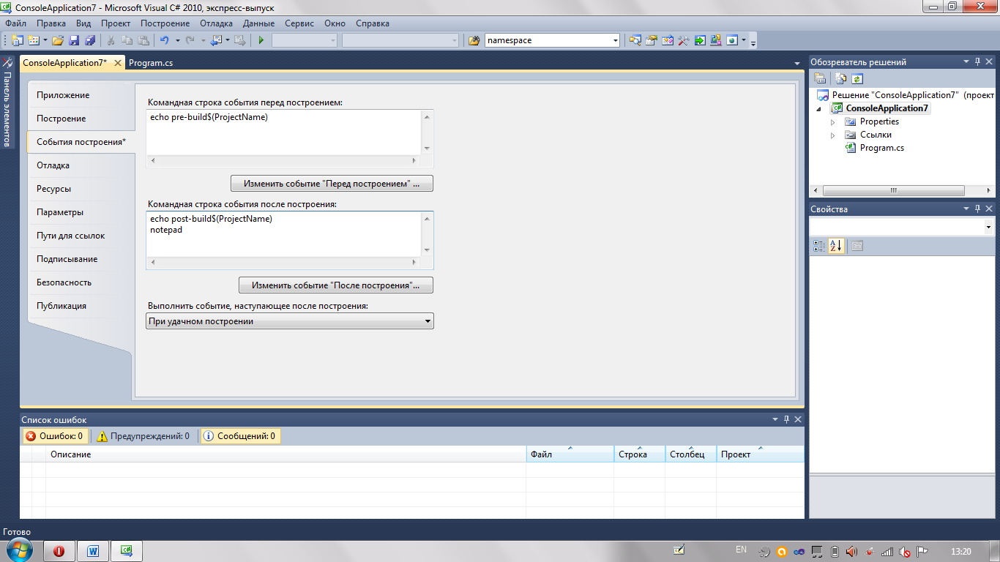 ConsoleApplication7 - Microsoft Visual C# 2010, экспресс-выпуск
Файл Правка Вид Проект Построение Отладка Данные Сервис Окно Справка
namespace
Панель элементов
ConsoleApplication7* Program.cs
Приложение
Построение
События построения*
Отладка
Ресурсы
Параметры
Пути для ссылок
Подписывание
Безопасность
Публикация
Командная строка события перед построением:
echo pre-build$(ProjectName)
Изменить событие "Перед построением" ...
Командная строка события после построения:
echo post-build$(ProjectName)
notepad
Изменить событие "После построения"...
Выполнить событие, наступающее после построения:
При удачном построении
Обозреватель решений
Решение "ConsoleApplication7" (проект
ConsoleApplication7
Properties
Ссылки
Program.cs
Свойства
Список ошибок
Ошибок: 0 Предупреждений: 0 Сообщений: 0
Описание Файл Строка Столбец Проект
Готово
EN 13:20